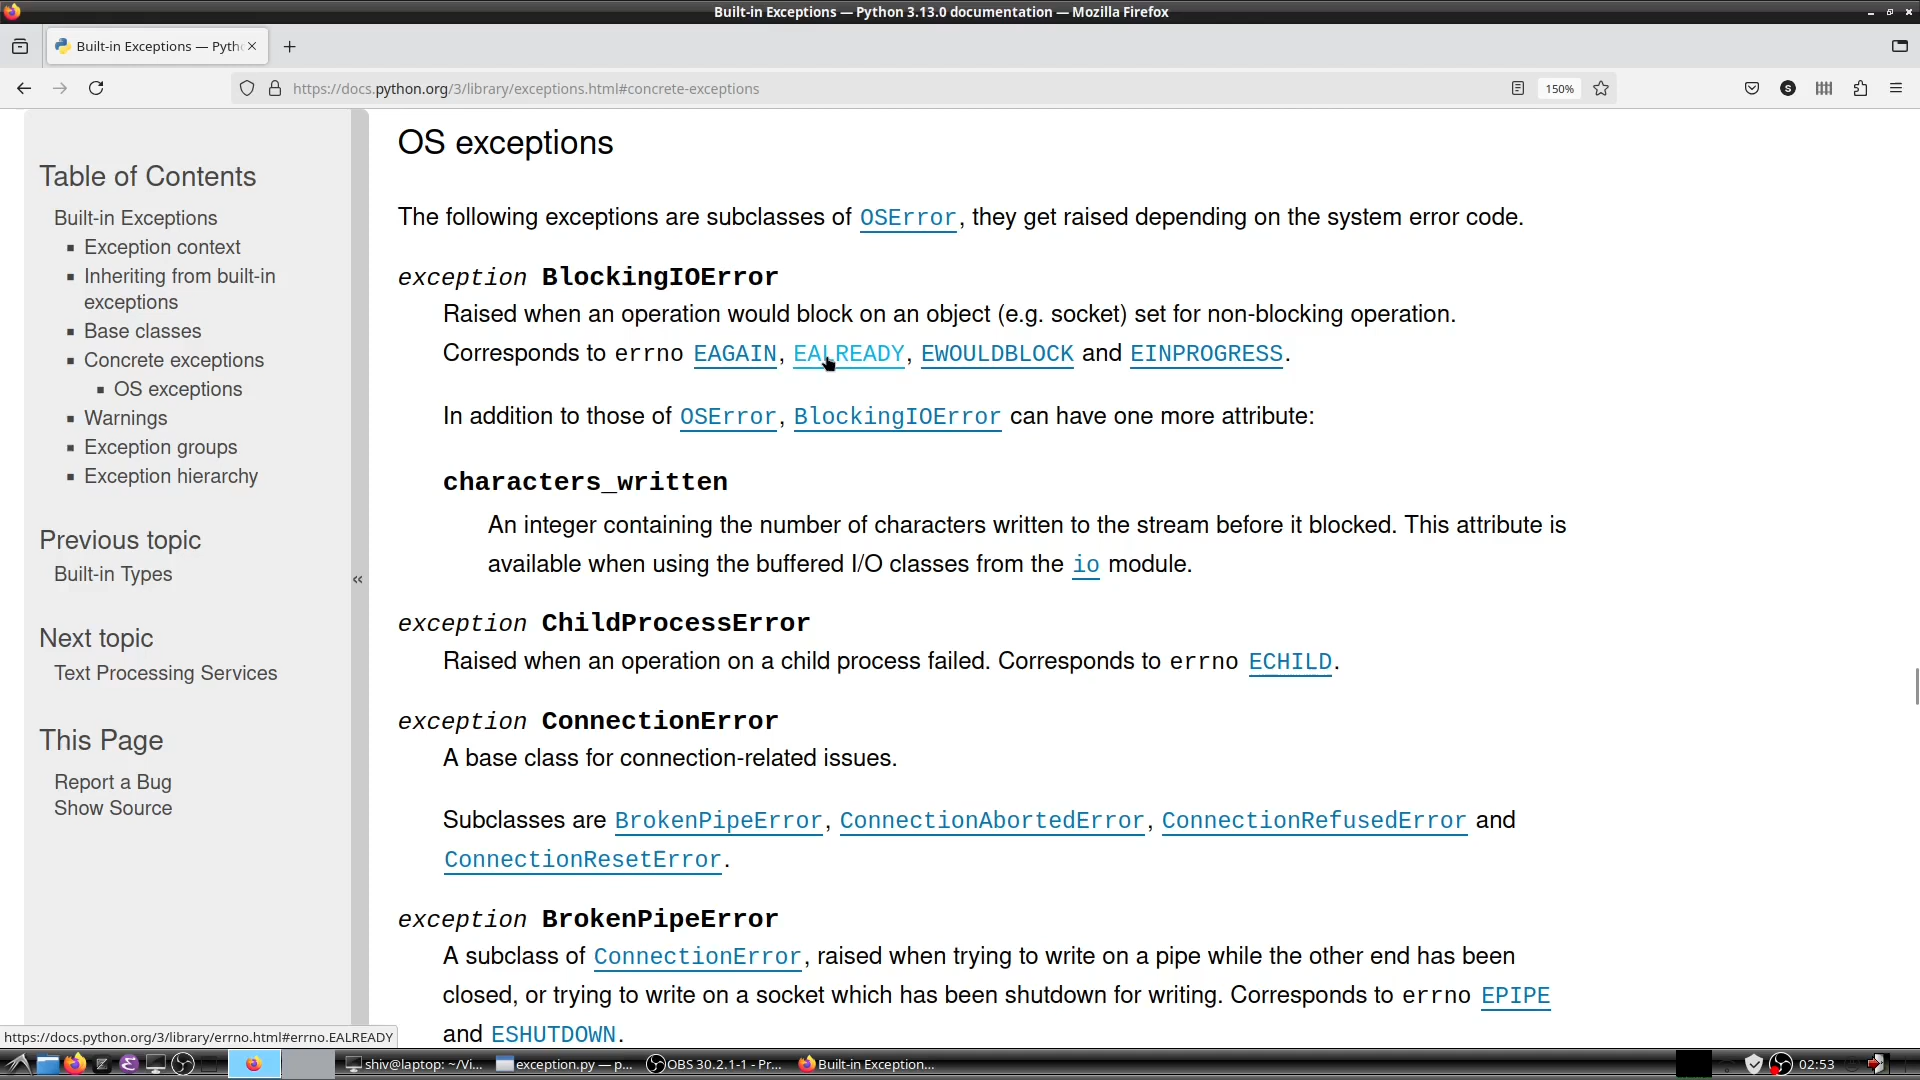 Built-in Exceptions — Python 3.13.0 documentation — Mozilla Firefox
Built-in Exceptions — Pyth
https://docs.python.org/3/library/exceptions.html#concrete-exceptions
150%
S
Table of Contents
Built-in Exceptions
Exception context
Inheriting from built-in
exceptions
Base classes
Concrete exceptions
OS exceptions
Warnings
Exception groups
Exception hierarchy
Previous topic
Built-in Types
Next topic
Text Processing Services
This Page
Report a Bug
Show Source
«
OS exceptions
The following exceptions are subclasses of OSError, they get raised depending on the system error code.
exception BlockingIOError
Raised when an operation would block on an object (e.g. socket) set for non-blocking operation.
Corresponds to errno EAGAIN, EALREADY, EWOULDBLOCK and EINPROGRESS.
In addition to those of OSError, BlockingIOError can have one more attribute:
characters_written
An integer containing the number of characters written to the stream before it blocked. This attribute is
available when using the buffered I/O classes from the io module.
exception ChildProcessError
Raised when an operation on a child process failed. Corresponds to errno ECHILD.
exception ConnectionError
A base class for connection-related issues.
Subclasses are BrokenPipeError, ConnectionAbortedError, ConnectionRefusedError and
ConnectionResetError.
exception BrokenPipeError
A subclass of ConnectionError, raised when trying to write on a pipe while the other end has been
closed, or trying to write on a socket which has been shutdown for writing. Corresponds to errno EPIPE
and ESHUTDOWN.
https://docs.python.org/3/library/errno.html#errno.EALREADY
shiv@laptop: ~/Vi...
exception.py — p...
OBS 30.2.1-1 - Pr...
Built-in Exception...
02:53